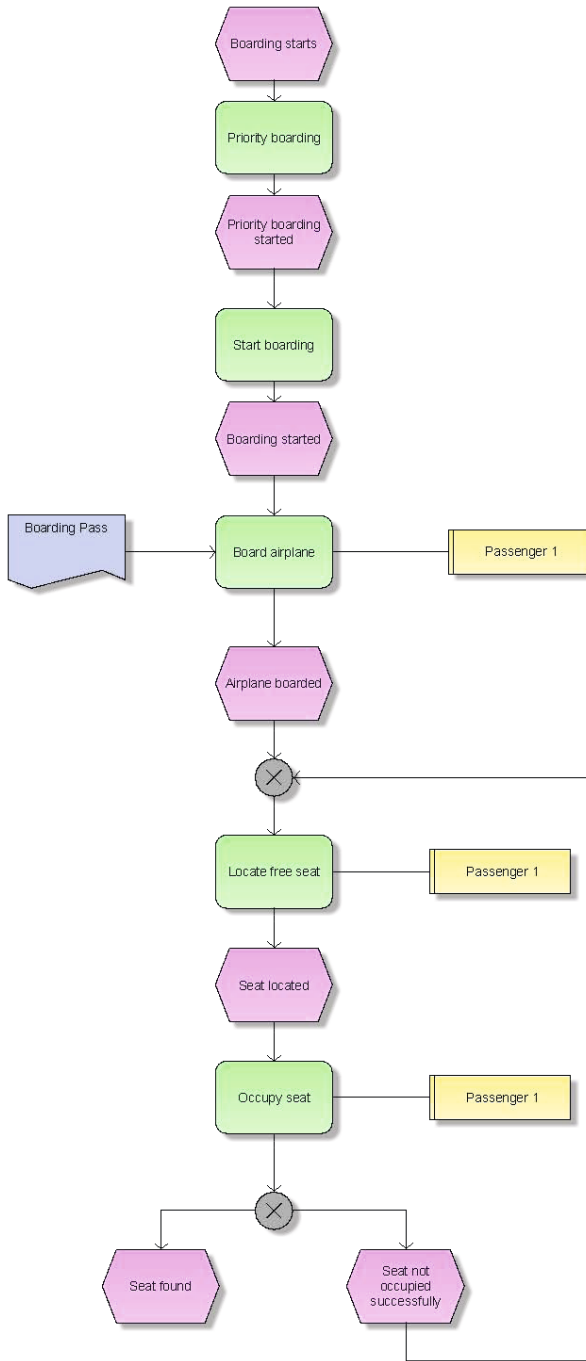 Boarding starts
Priority boarding
Priority boarding
started
Start boarding
Boarding started
Boarding Pass
Board airplane
Passenger 1
Airplane boarded
Locate free seat
Passenger 1
Seat located
Occupy seat
Passenger 1
Seat found
Seat not
occupied
successfully